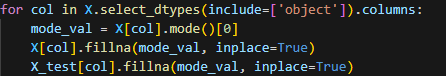 for col in X.select_dtypes(include=['object']).columns:
    mode_val = X[col].mode()[0]
    X[col].fillna(mode_val, inplace=True)
    X_test[col].fillna(mode_val, inplace=True)